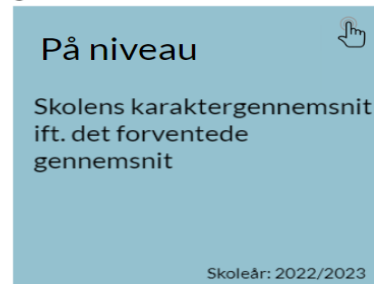 På niveau
Skolens karaktergennemsnit
ift. det forventede
gennemsnit
Skoleår: 2022/2023